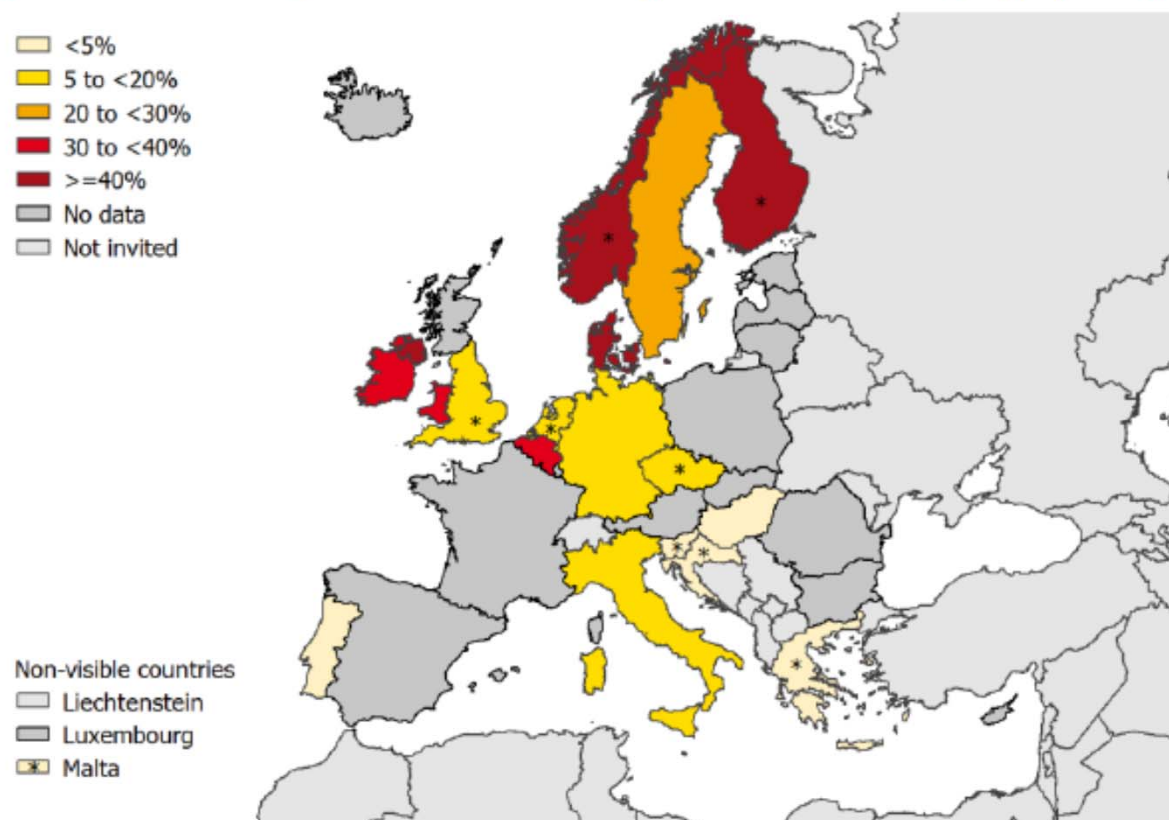 <5%
5 to <20%
20 to <30%
30 to <40%
>=40%
No data
Not invited
*
*
*
*
*
*
*
*
Non-visible countries
Liechtenstein
Luxembourg
* Malta